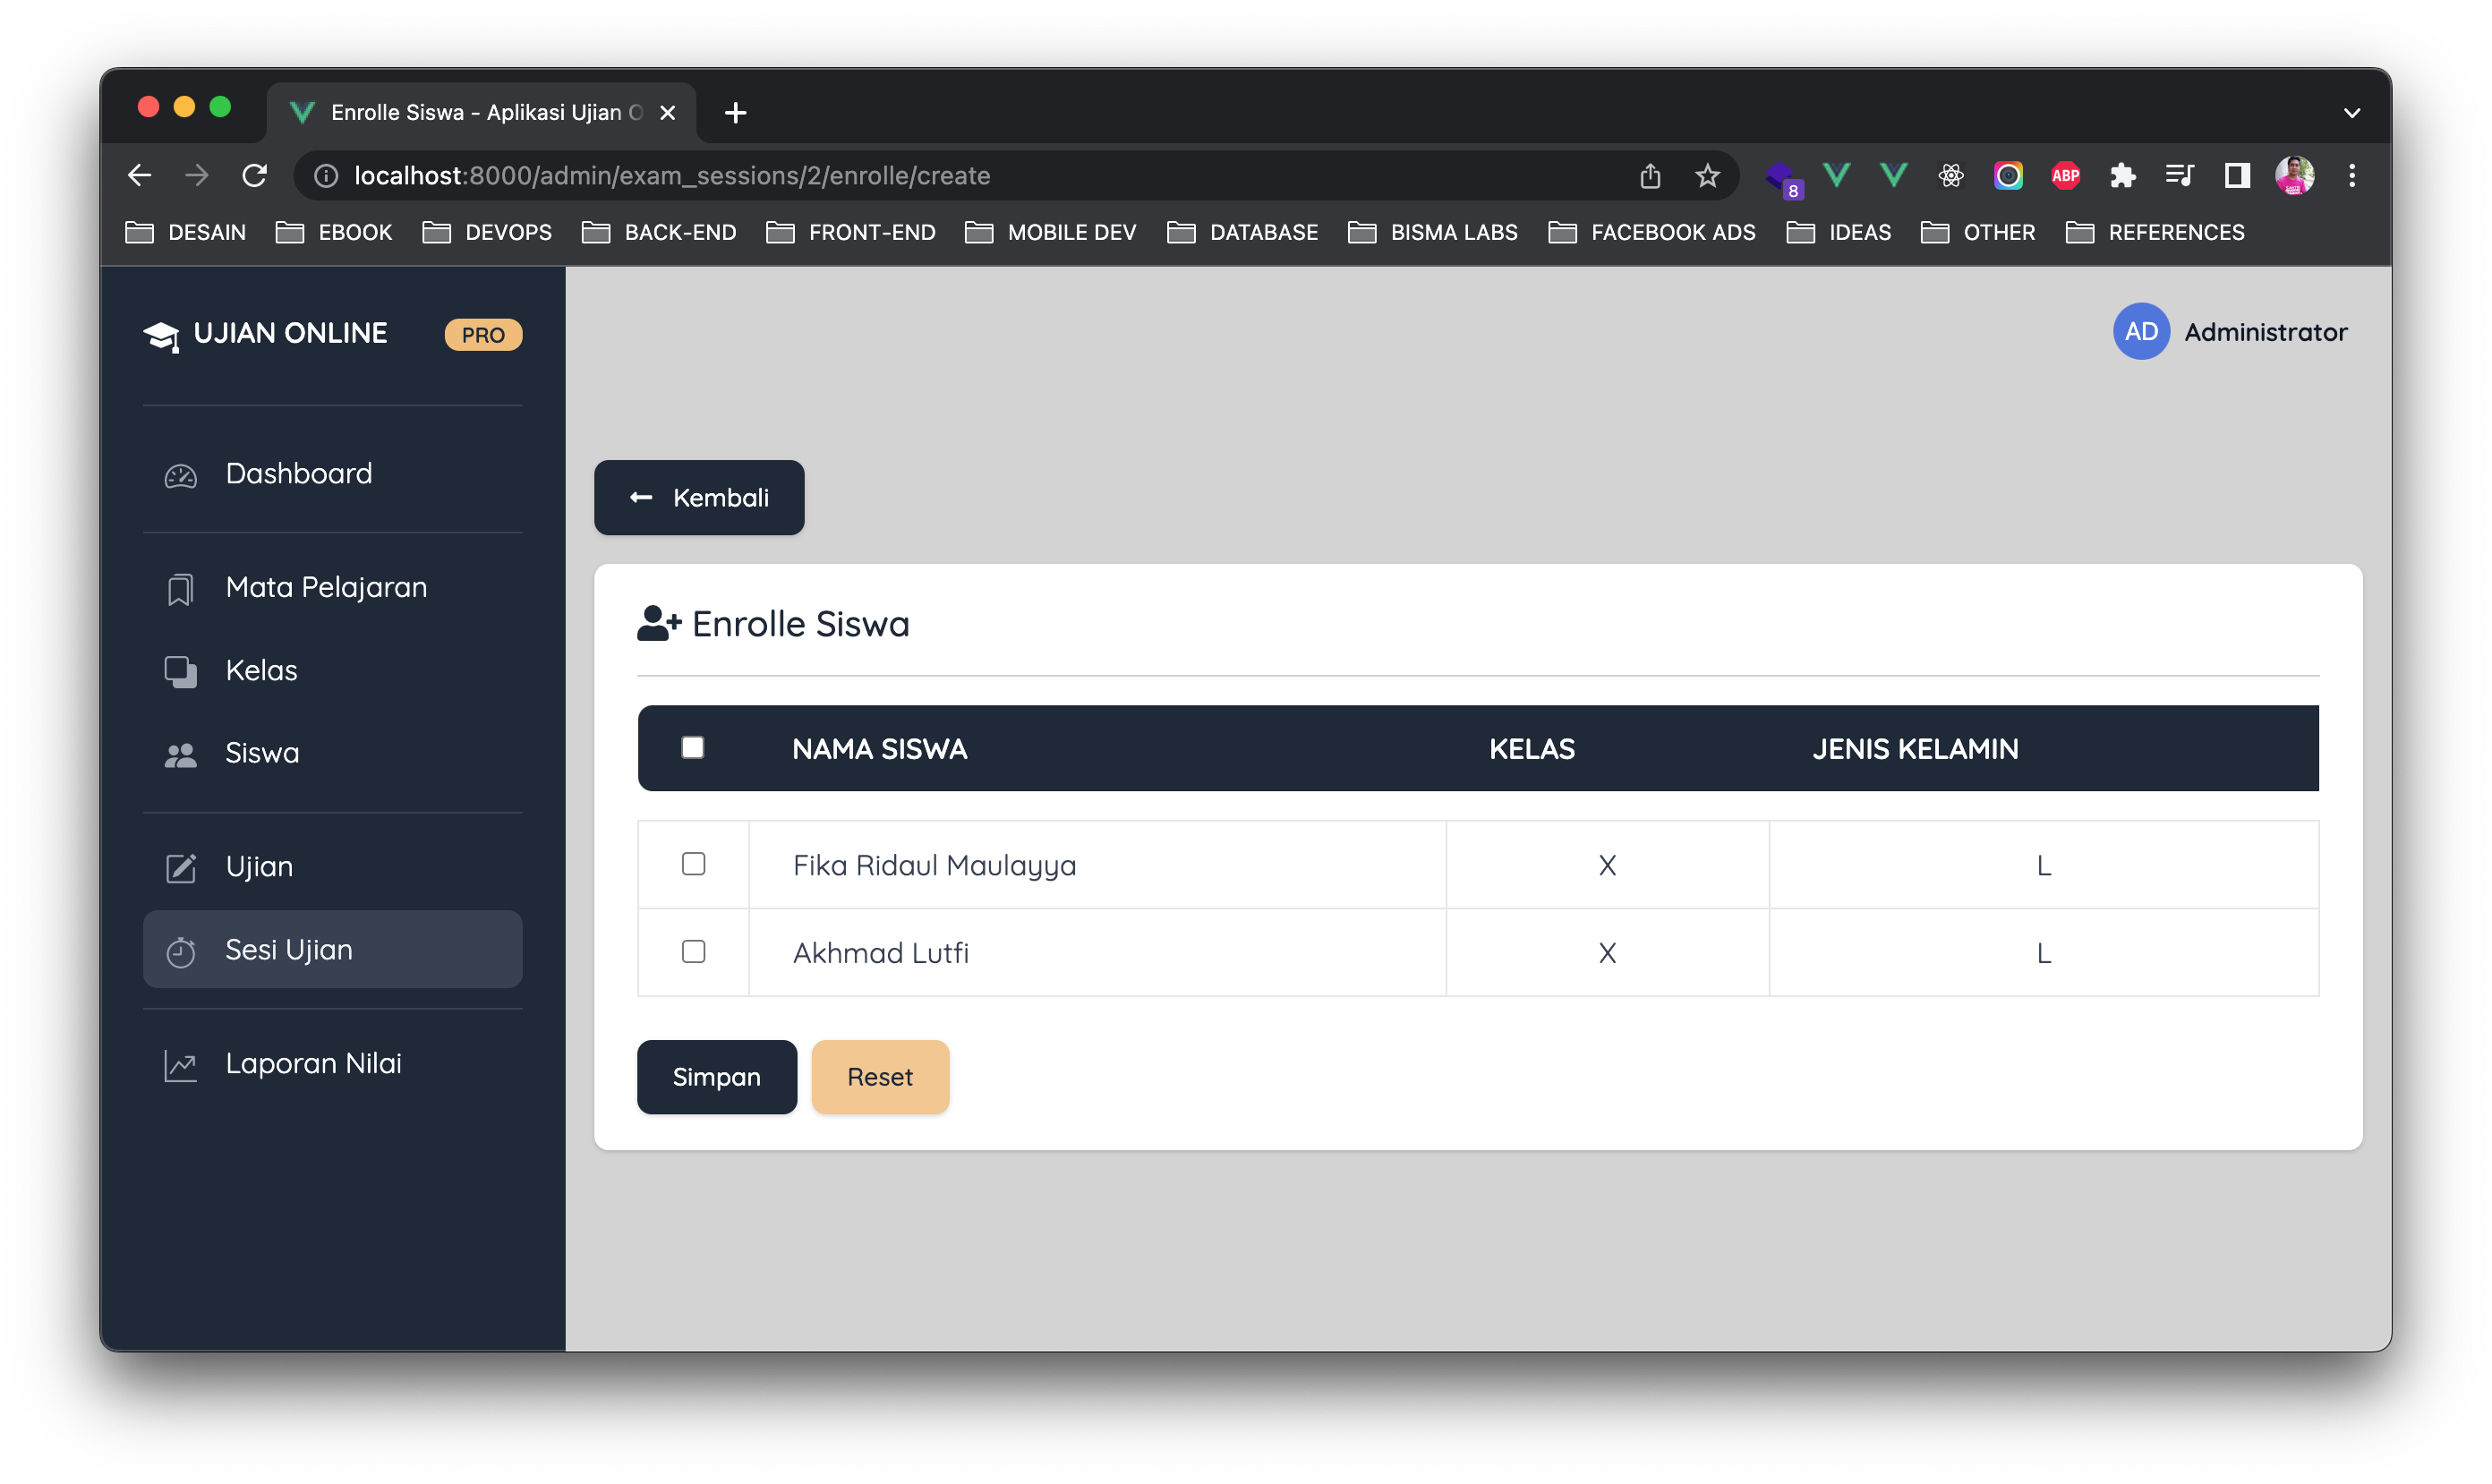 Enrolle Siswa - Aplikasi Ujian O
localhost:8000/admin/exam_sessions/2/enrolle/create
8
ABP
DESAIN EBOOK DEVOPS BACK-END FRONT-END MOBILE DEV DATABASE BISMA LABS FACEBOOK ADS IDEAS OTHER REFERENCES
UJIAN ONLINE PRO
AD Administrator
Dashboard
Mata Pelajaran
Kelas
Siswa
Ujian
Sesi Ujian
Laporan Nilai
Kembali
Enrolle Siswa
NAMA SISWA KELAS JENIS KELAMIN
Fika Ridaul Maulayya X L
Akhmad Lutfi X L
Simpan Reset